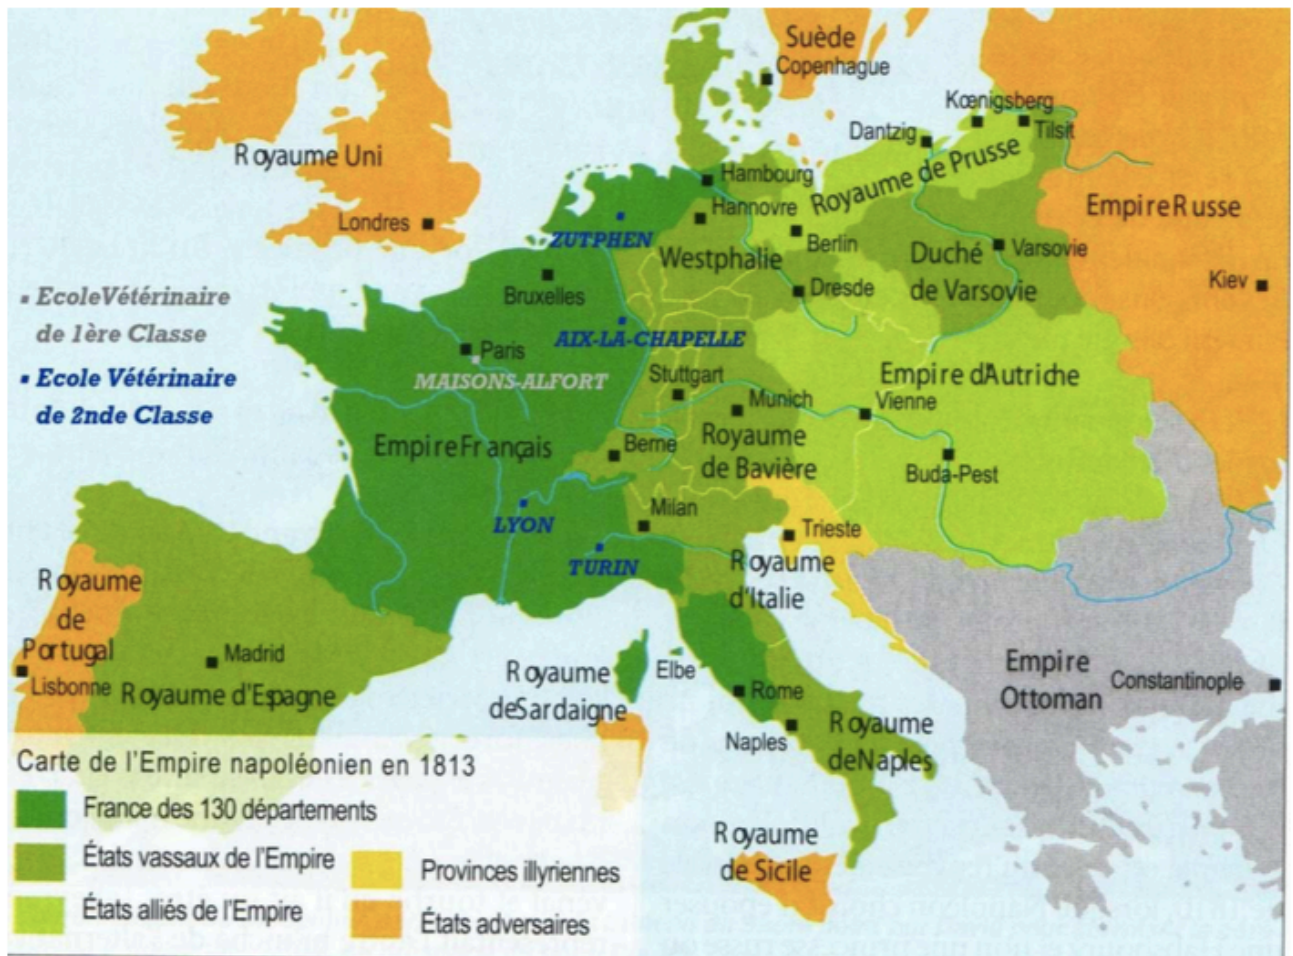 Suède
Copenhague
Kœnigsberg
Tilsit
Dantzig
Royaume de Prusse
Royaume Uni
Londres
Hambourg
Hannovre
Berlin
Westphalie
Dresde
Duché
de Varsovie
Varsovie
Empire Russe
Kiev
ZUTPHEN
Bruxelles
Ecole Vétérinaire
de 1ère Classe
Ecole Vétérinaire
de 2nde Classe
AIX-LA-CHAPELLE
Paris
MAISONS-ALFORT
Stuttgart
Munich
Empire d'Autriche
Vienne
Empire Français
Berne
Royaume
de Bavière
Buda-Pest
LYON
Milan
TURIN
Trieste
Royaume
d'Italie
Royaume
de
Portugal
Lisbonne
Madrid
Royaume d'Espagne
Royaume
de Sardaigne
Elbe
Rome
Naples
Royaume
de Naples
Empire
Ottoman
Constantinople
Royaume
de Sicile
Carte de l'Empire napoléonien en 1813
France des 130 départements
États vassaux de l'Empire
États alliés de l'Empire
Provinces illyriennes
États adversaires